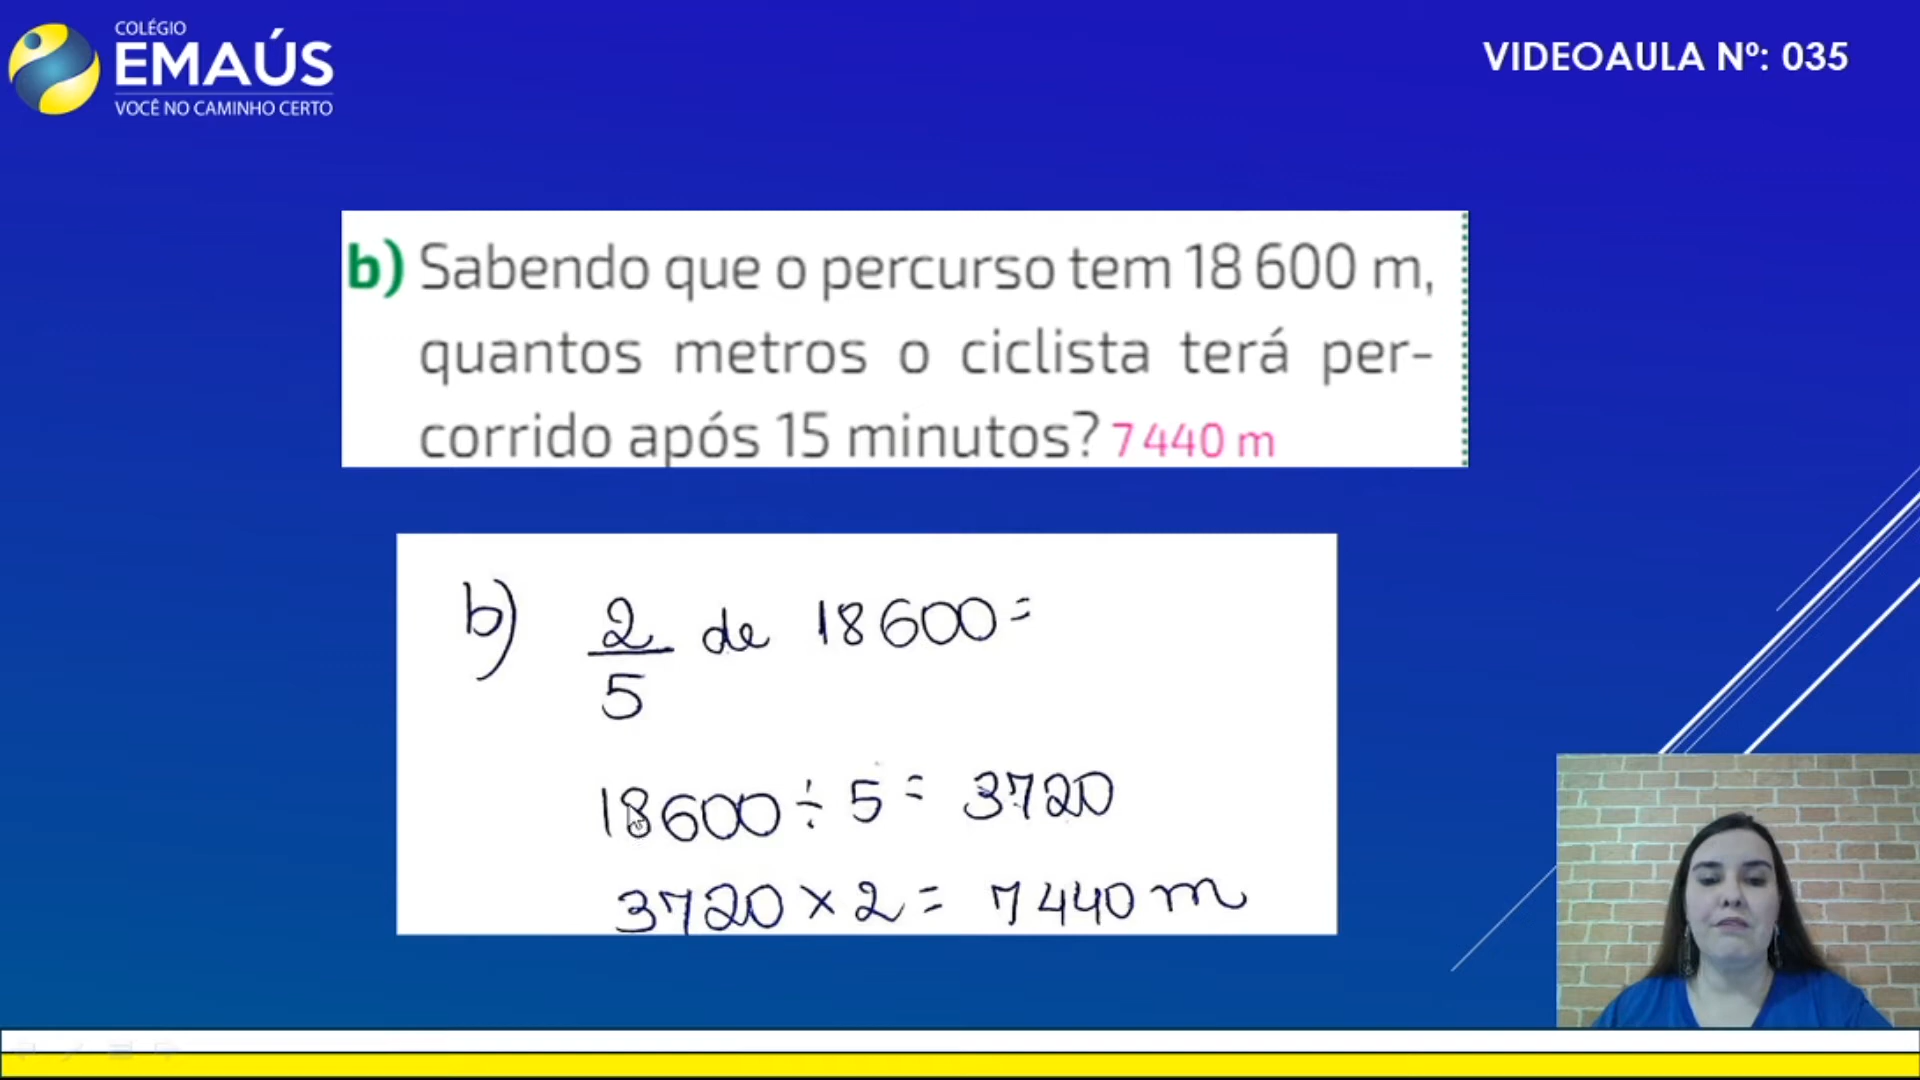 COLÉGIO
EMAÚS
VOCÊ NO CAMINHO CERTO
VIDEOAULA Nº: 035
b) Sabendo que o percurso tem 18 600 m,
quantos metros o ciclista terá per-
corrido após 15 minutos? 7 440 m
b) 2/5 de 18600 =
18600 ÷ 5 = 3720
3720 × 2 = 7440 m